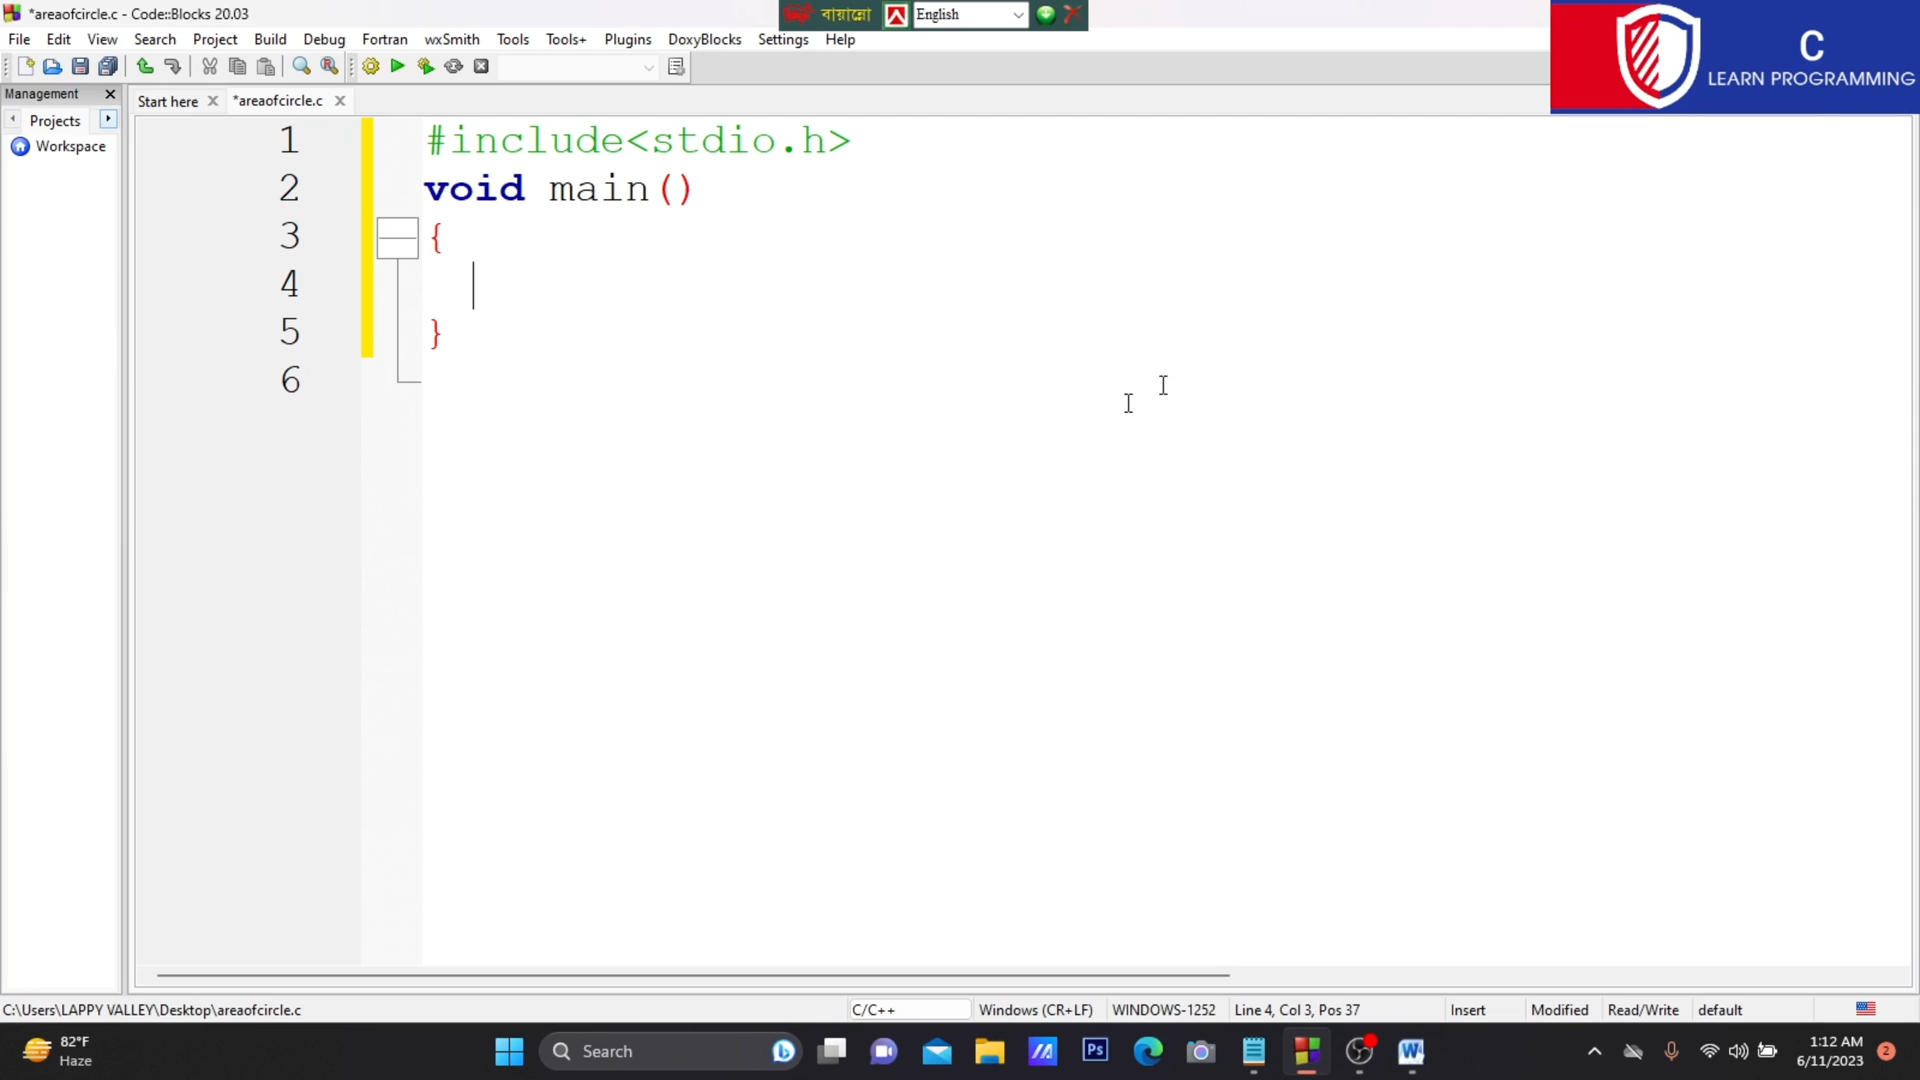 *areaofcircle.c - Code::Blocks 20.03
বায়ান্নো English
File Edit View Search Project Build Debug Fortran wxSmith Tools Tools+ Plugins DoxyBlocks Settings Help
C
LEARN PROGRAMMING
Management
Start here *areaofcircle.c
Projects
Workspace
1 #include<stdio.h>
2 void main()
3 {
4
5 }
6
C:\Users\LAPPY VALLEY\Desktop\areaofcircle.c C/C++ Windows (CR+LF) WINDOWS-1252 Line 4, Col 3, Pos 37 Insert Modified Read/Write default
82°F
Haze
Search
Ps
W
1:12 AM
6/11/2023
2